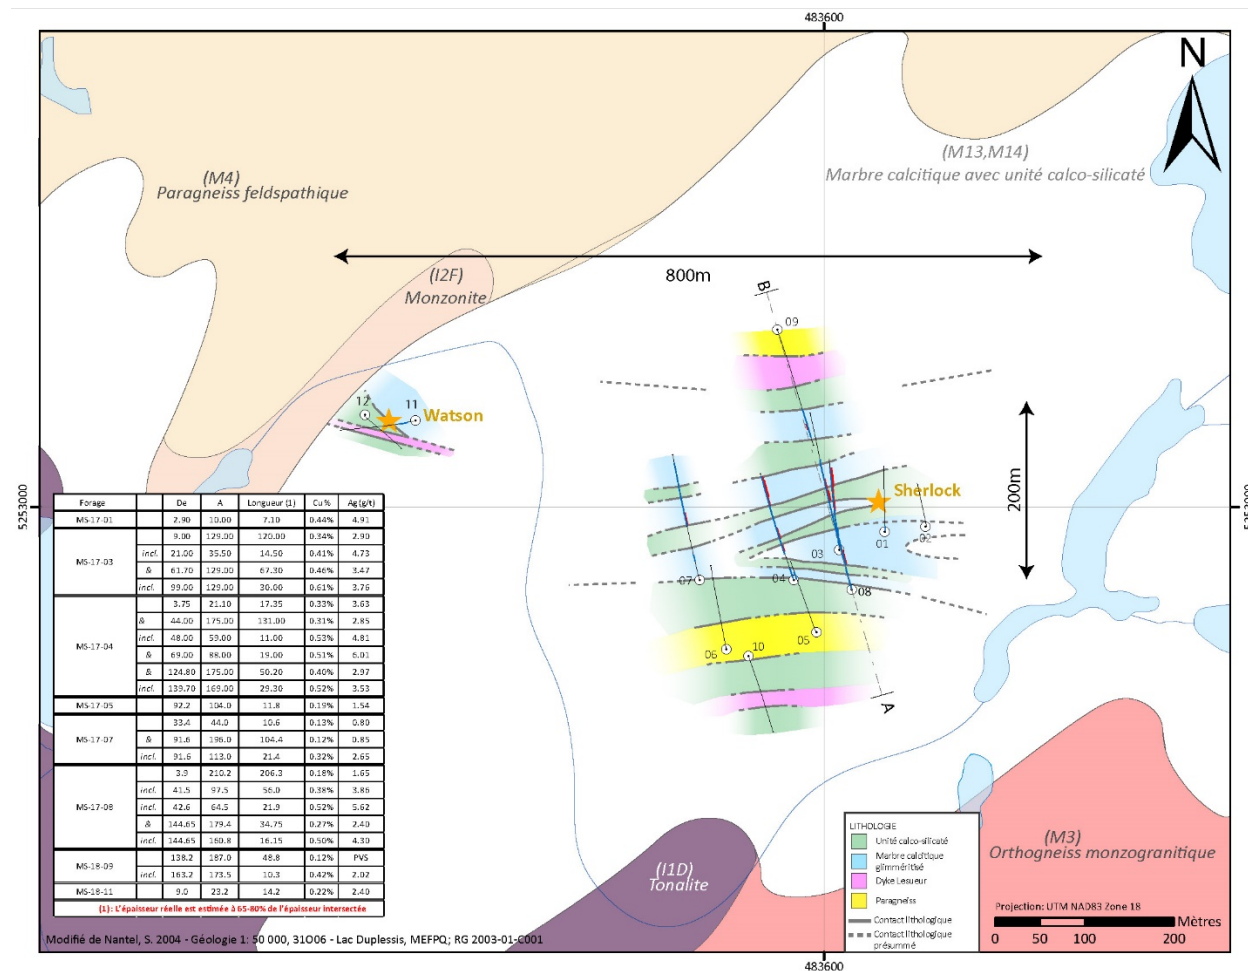 483600
N
(M13,M14)
Marbre calcitique avec unité calco-silicaté
(M4)
Paragneiss feldspathique
(I2F)
Monzonite
800m
B
09
12
11
Watson
Sherlock
200m
5253000
5253000
01
02
03
04
07
08
05
06
10
A
Forage De A Longueur (1) Cu % Ag (g/t)
MS-17-01 2.90 10.00 7.10 0.44% 4.91
MS-17-03 9.00 129.00 120.00 0.34% 2.90
incl. 21.00 35.50 14.50 0.41% 4.73
& 61.70 129.00 67.30 0.46% 3.47
incl. 99.00 129.00 30.00 0.61% 3.76
MS-17-04 3.75 21.10 17.35 0.33% 3.63
& 44.00 175.00 131.00 0.31% 2.85
incl. 48.00 59.00 11.00 0.53% 4.81
& 69.00 88.00 19.00 0.51% 6.01
& 124.80 175.00 50.20 0.40% 2.97
incl. 139.70 169.00 29.30 0.52% 3.53
MS-17-05 92.2 104.0 11.8 0.19% 1.54
MS-17-07 33.4 44.0 10.6 0.13% 0.80
& 91.6 196.0 104.4 0.12% 0.85
incl. 91.6 113.0 21.4 0.32% 2.65
MS-17-08 3.9 210.2 206.3 0.18% 1.65
incl. 41.5 97.5 56.0 0.38% 3.86
incl. 42.6 64.5 21.9 0.52% 5.62
& 144.65 179.4 34.75 0.27% 2.40
incl. 144.65 160.8 16.15 0.50% 4.30
MS-18-09 138.2 187.0 48.8 0.12% PVS
incl. 163.2 173.5 10.3 0.42% 2.02
MS-18-11 9.0 23.2 14.2 0.22% 2.40
(1) : L'épaisseur réelle est estimée à 65-80% de l'épaisseur intersectée
(I1D)
Tonalite
(M3)
Orthogneiss monzogranitique
LITHOLOGIE
Unité calco-silicaté
Marbre calcitique
glimméritisé
Dyke Lesueur
Paragneiss
Contact lithologique
Contact lithologique
présummé
Projection: UTM NAD83 Zone 18
Mètres
0 50 100 200
Modifié de Nantel, S. 2004 - Géologie 1: 50 000, 31O06 - Lac Duplessis, MEFPQ; RG 2003-01-C001
483600